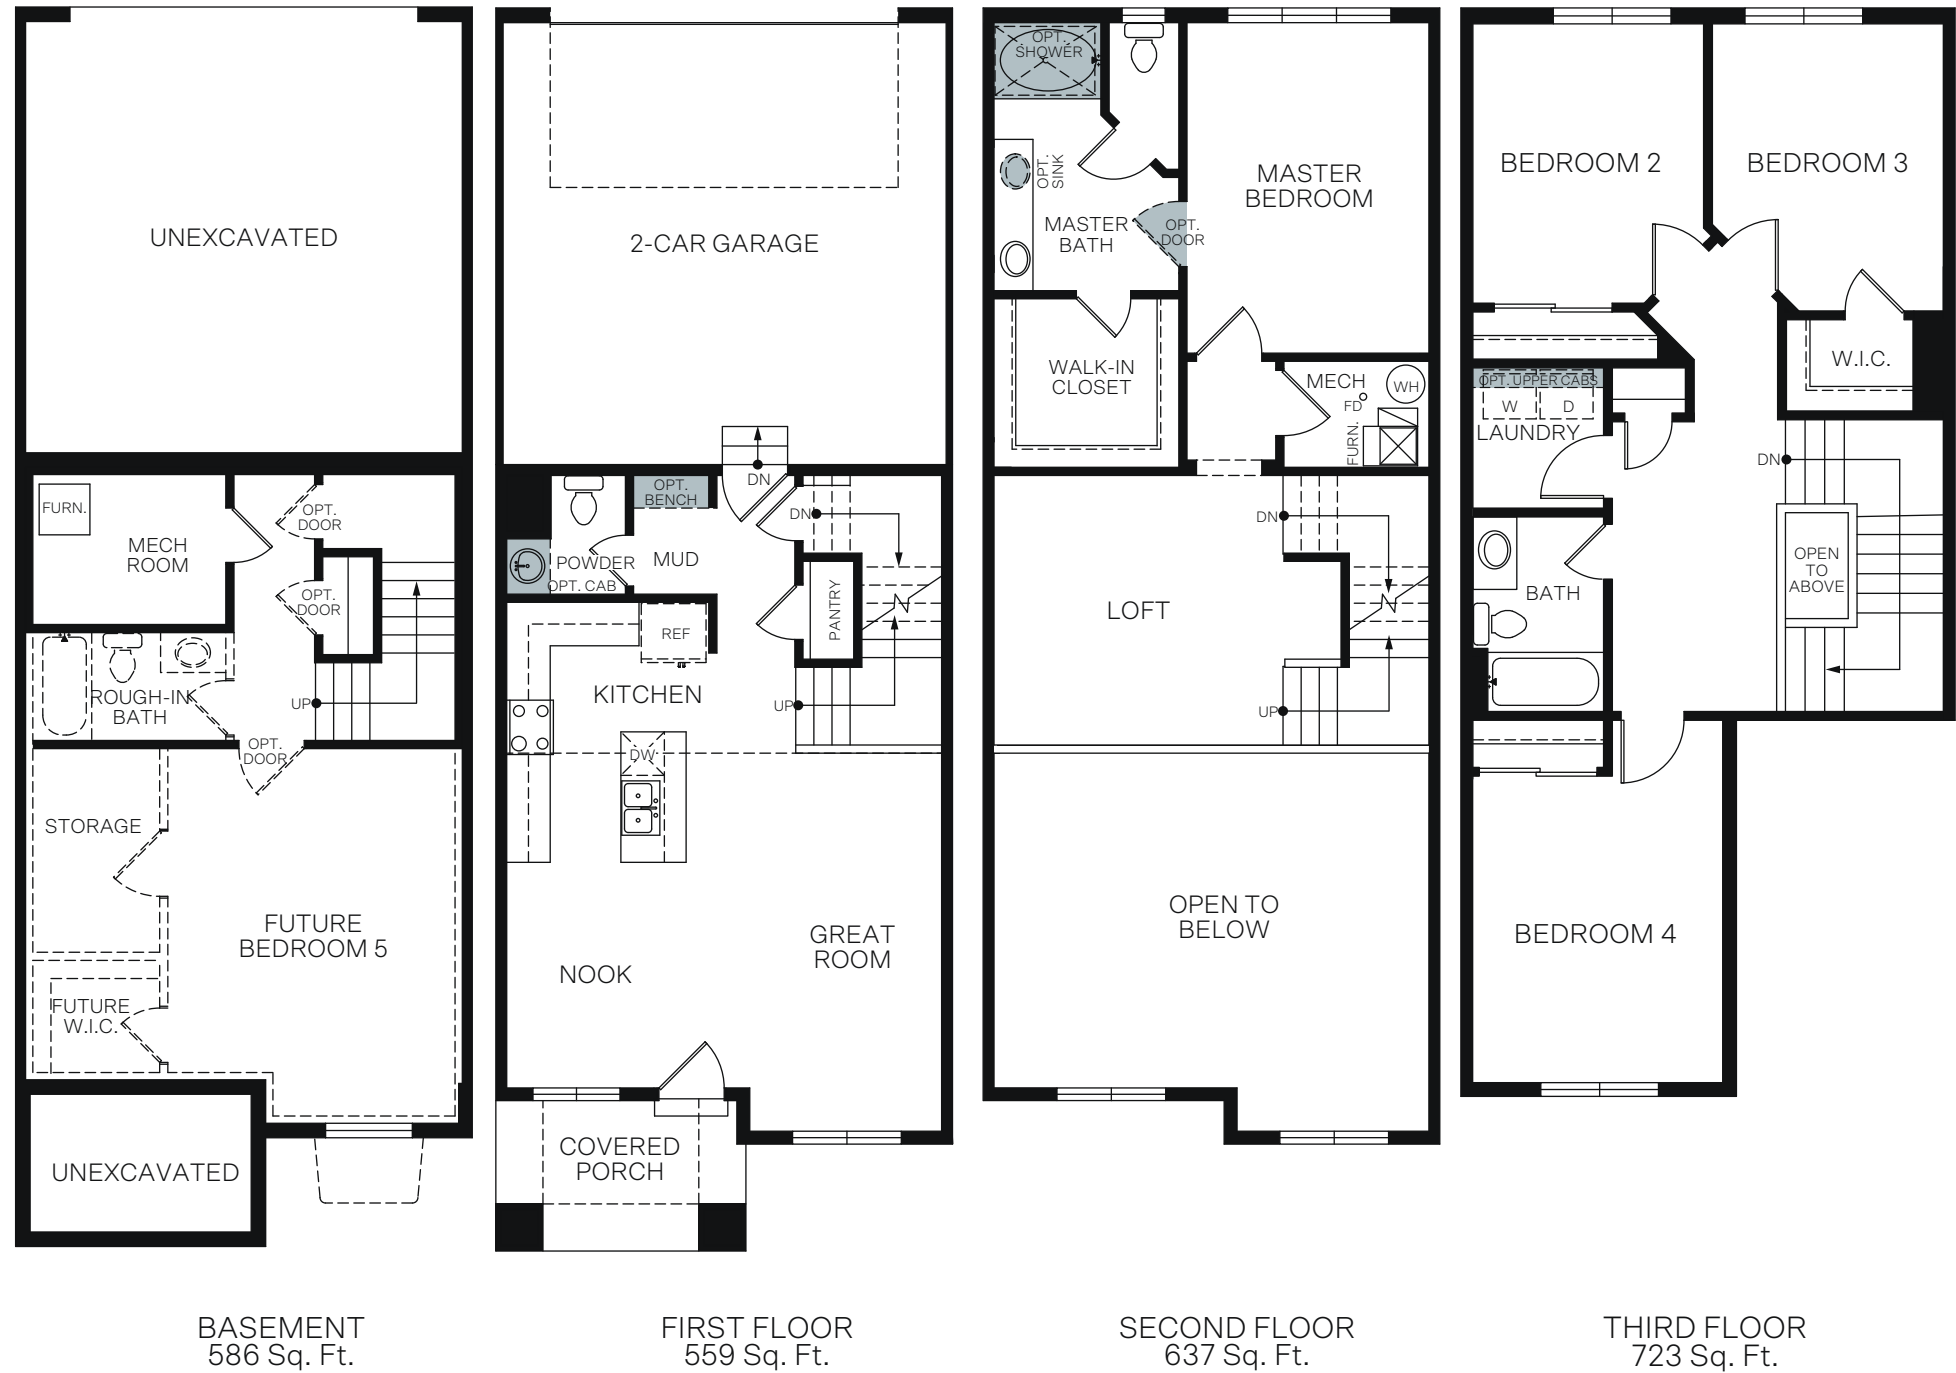 UNEXCAVATED
FURN.
MECH
ROOM
OPT.
DOOR
OPT.
DOOR
UP
ROUGH-IN
BATH
OPT.
DOOR
STORAGE
FUTURE
BEDROOM 5
FUTURE
W.I.C.
UNEXCAVATED
BASEMENT
586 Sq. Ft.
2-CAR GARAGE
DN
OPT.
BENCH
DN
POWDER
OPT. CAB
MUD
PANTRY
REF
KITCHEN
UP
DW
GREAT
ROOM
NOOK
COVERED
PORCH
FIRST FLOOR
559 Sq. Ft.
OPT.
SHOWER
OPT.
SINK
MASTER
BATH
OPT.
DOOR
MASTER
BEDROOM
WALK-IN
CLOSET
MECH
FD
WH
FURN.
DN
LOFT
UP
OPEN TO
BELOW
SECOND FLOOR
637 Sq. Ft.
BEDROOM 2
BEDROOM 3
W.I.C.
OPT. UPPER CABS
W
D
LAUNDRY
DN
OPEN
TO
ABOVE
BATH
BEDROOM 4
THIRD FLOOR
723 Sq. Ft.